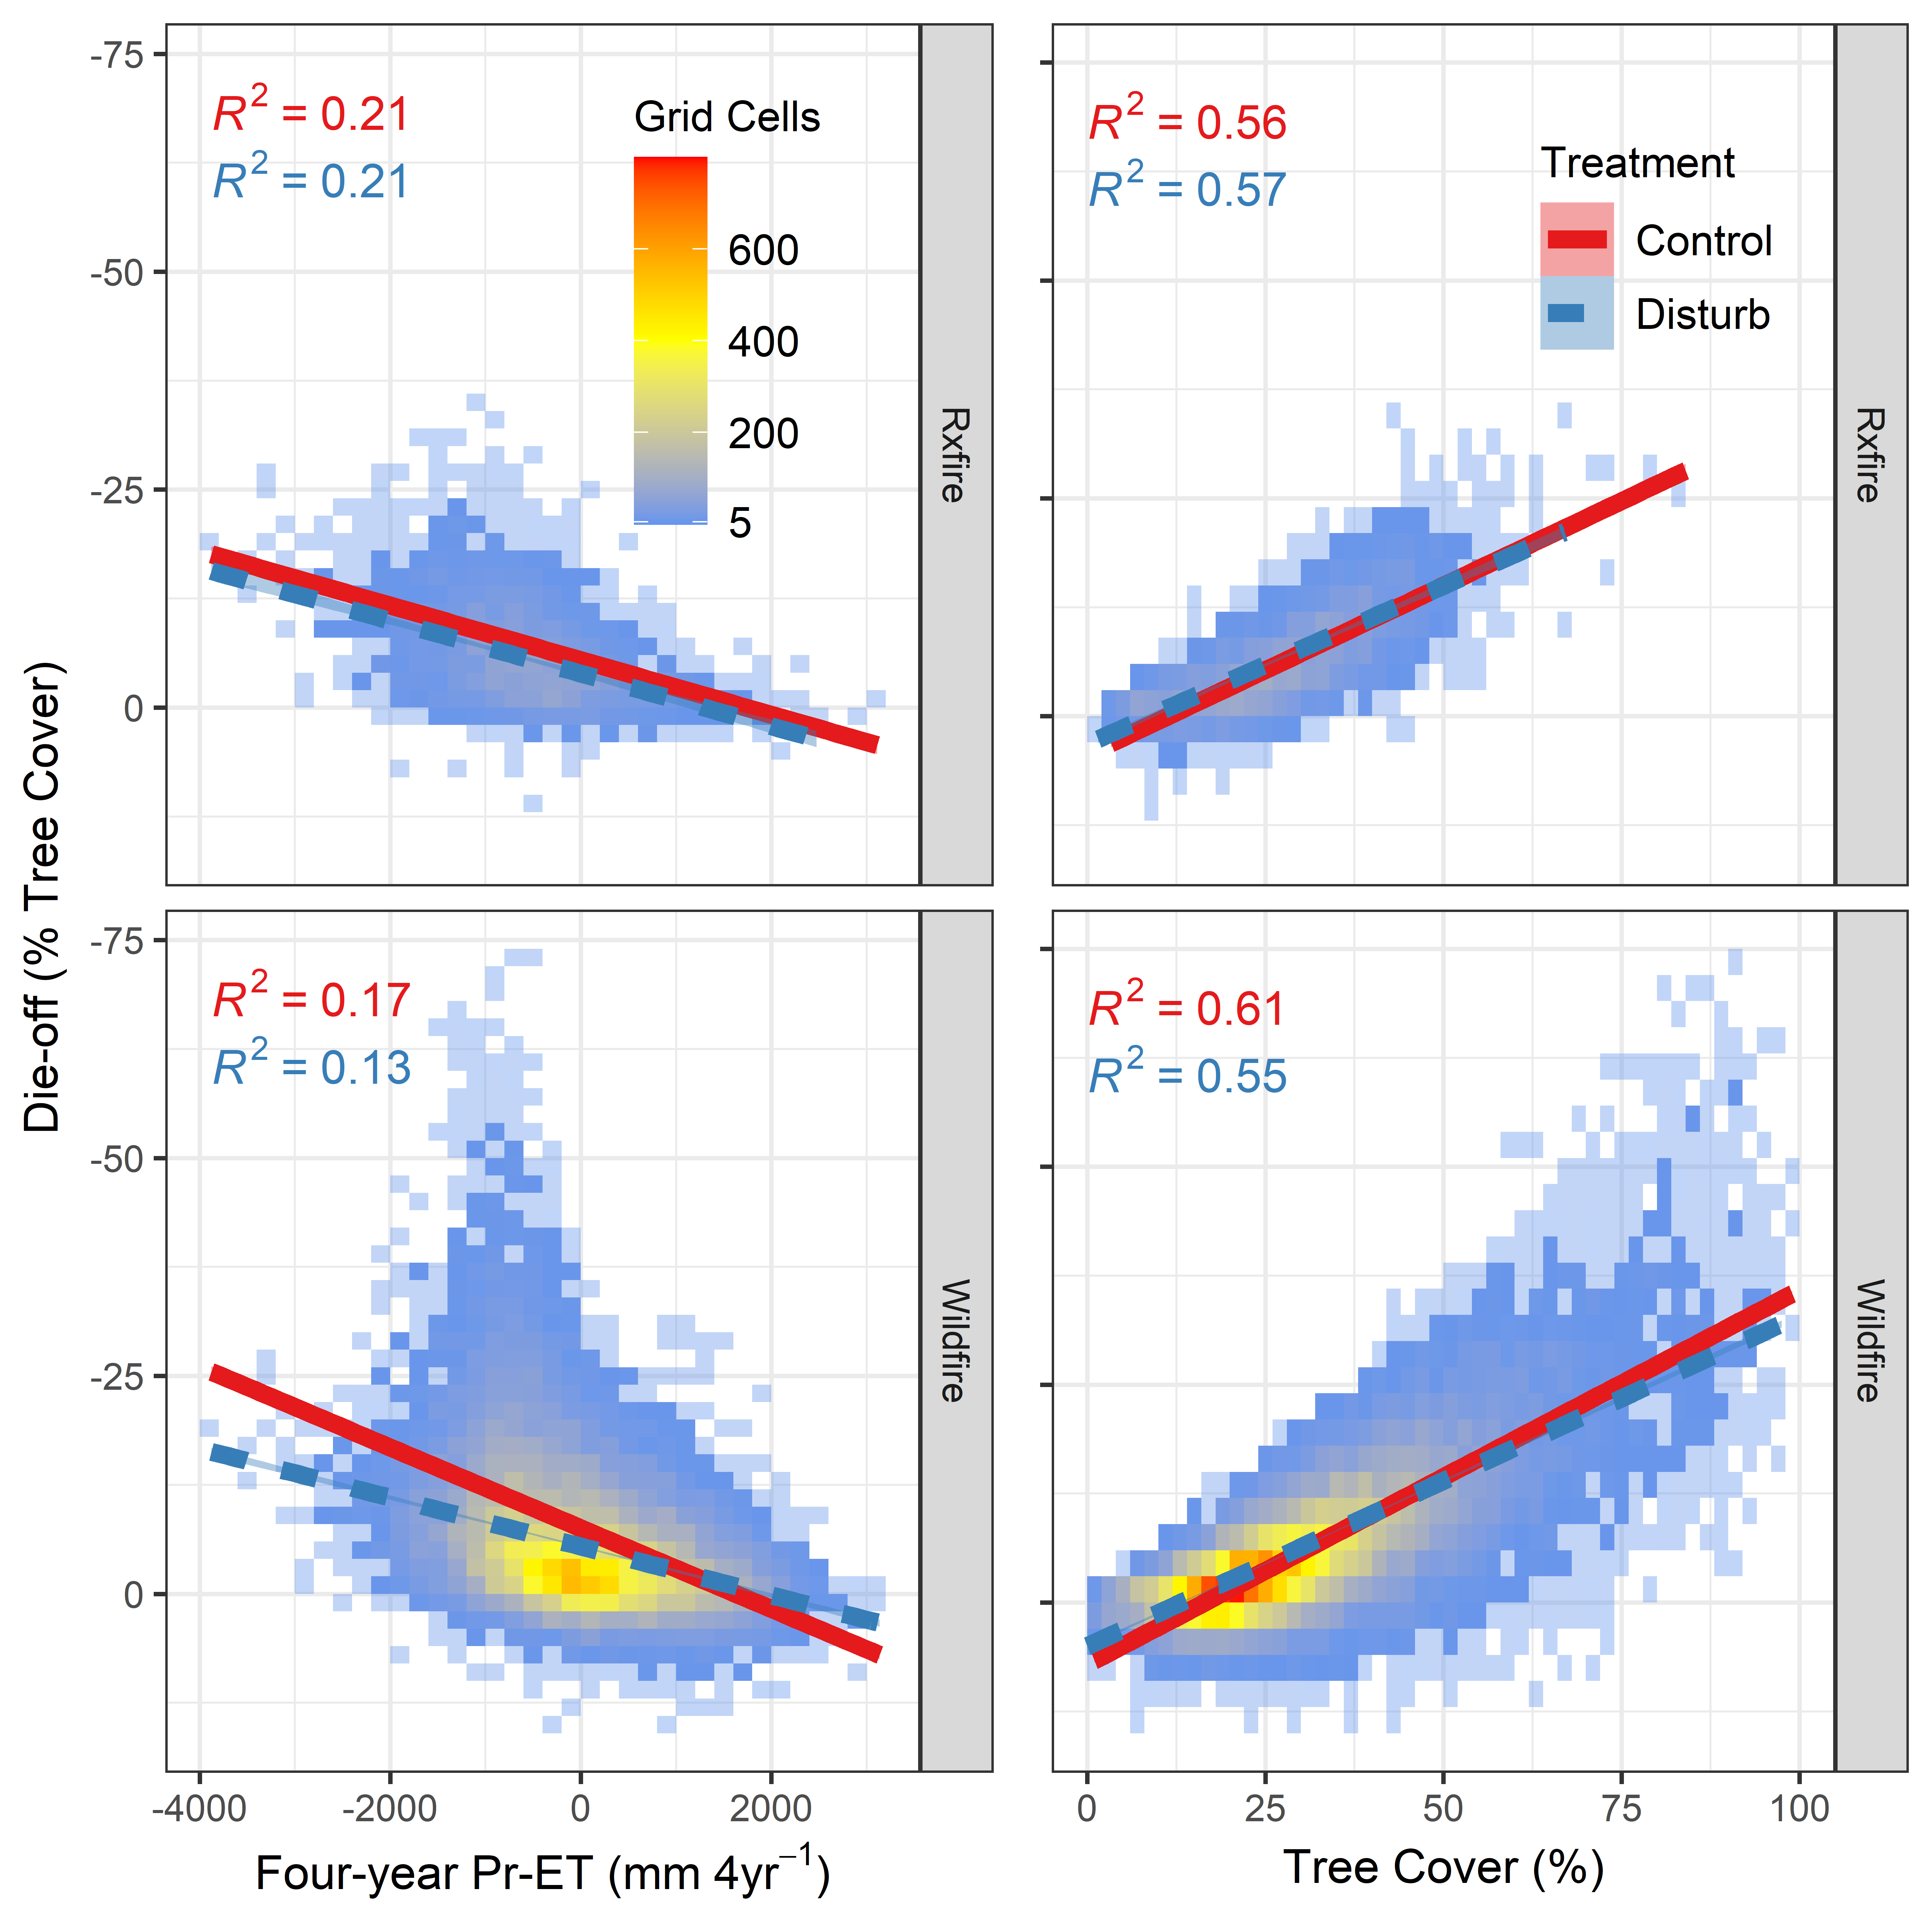 Die-off (% Tree Cover)
-75
-50
-25
0
R² = 0.21
R² = 0.21
Grid Cells
600
400
200
5
Rxfire
R² = 0.56
R² = 0.57
Treatment
Control
Disturb
Rxfire
-75
-50
-25
0
R² = 0.17
R² = 0.13
Wildfire
R² = 0.61
R² = 0.55
Wildfire
-4000 -2000 0 2000
Four-year Pr-ET (mm 4yr⁻¹)
0 25 50 75 100
Tree Cover (%)